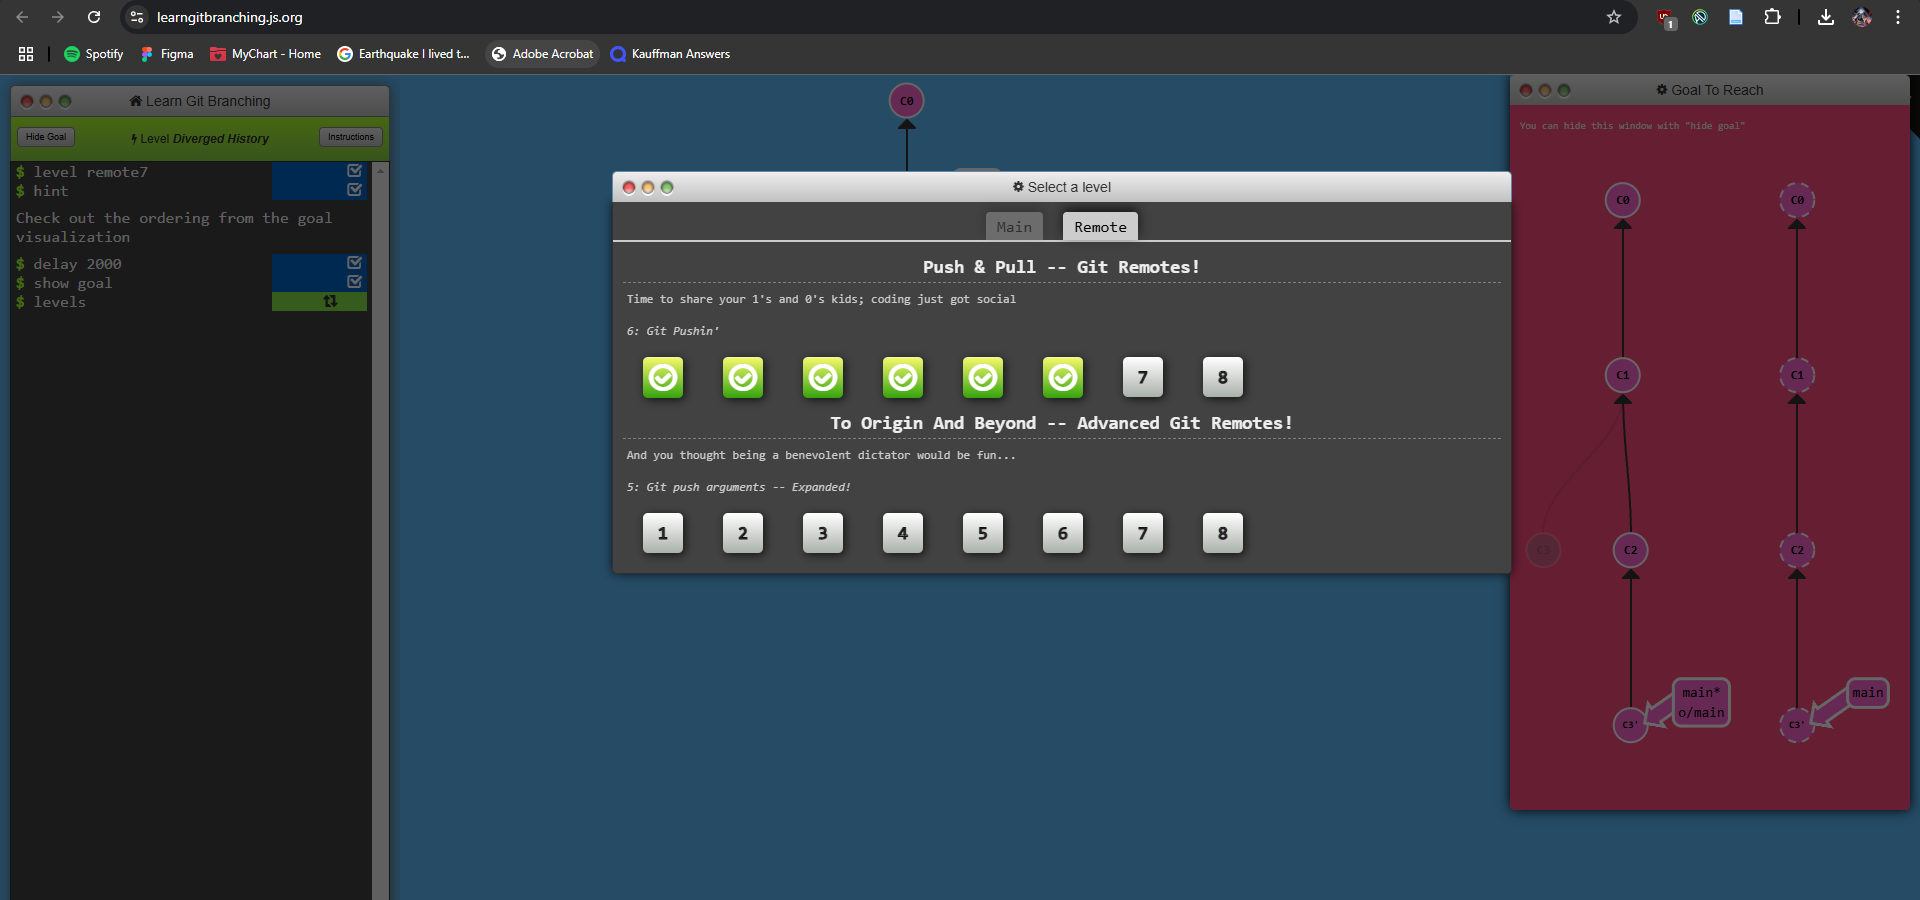 learngitbranching.js.org
1
Spotify
Figma
MyChart - Home
Earthquake I lived t...
Adobe Acrobat
Kauffman Answers
Learn Git Branching
Hide Goal
Level Diverged History
Instructions
$ level remote7
$ hint
Check out the ordering from the goal
visualization
$ delay 2000
$ show goal
$ levels
C0
Select a level
Main
Remote
Push & Pull -- Git Remotes!
Time to share your 1's and 0's kids; coding just got social
6: Git Pushin'
7
8
To Origin And Beyond -- Advanced Git Remotes!
And you thought being a benevolent dictator would be fun...
5: Git push arguments -- Expanded!
1
2
3
4
5
6
7
8
Goal To Reach
You can hide this window with "hide goal"
C0
C0
C1
C1
C3
C2
C2
main*
o/main
main
C3'
C3'